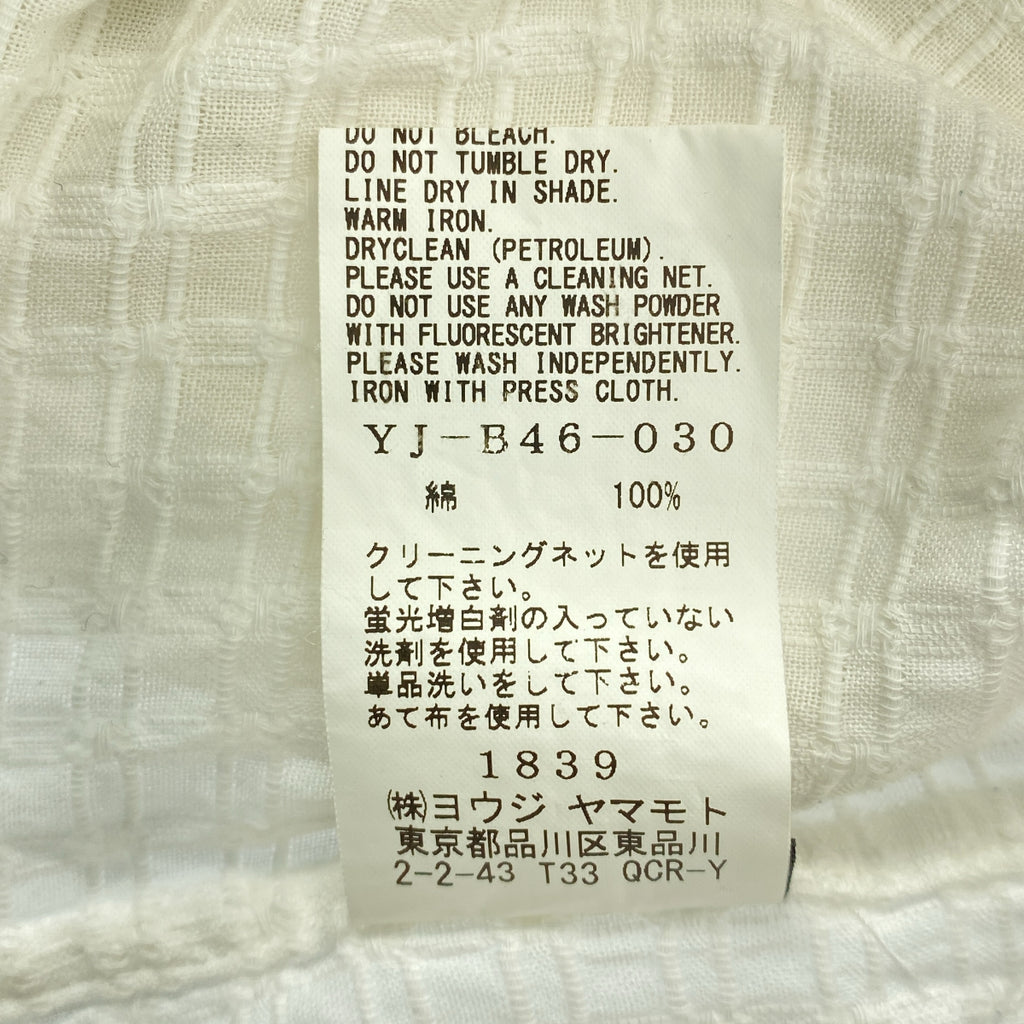 DO NOT BLEACH.
DO NOT TUMBLE DRY.
LINE DRY IN SHADE.
WARM IRON.
DRYCLEAN (PETROLEUM).
PLEASE USE A CLEANING NET.
DO NOT USE ANY WASH POWDER
WITH FLUORESCENT BRIGHTENER.
PLEASE WASH INDEPENDENTLY.
IRON WITH PRESS CLOTH.
YJ-B46-030
綿 100%
クリーニングネットを使用
して下さい。
蛍光増白剤の入っていない
洗剤を使用して下さい。
単品洗いをして下さい。
あて布を使用して下さい。
1839
㈱ヨウジ ヤマモト
東京都品川区東品川
2-2-43 T33 QCR-Y